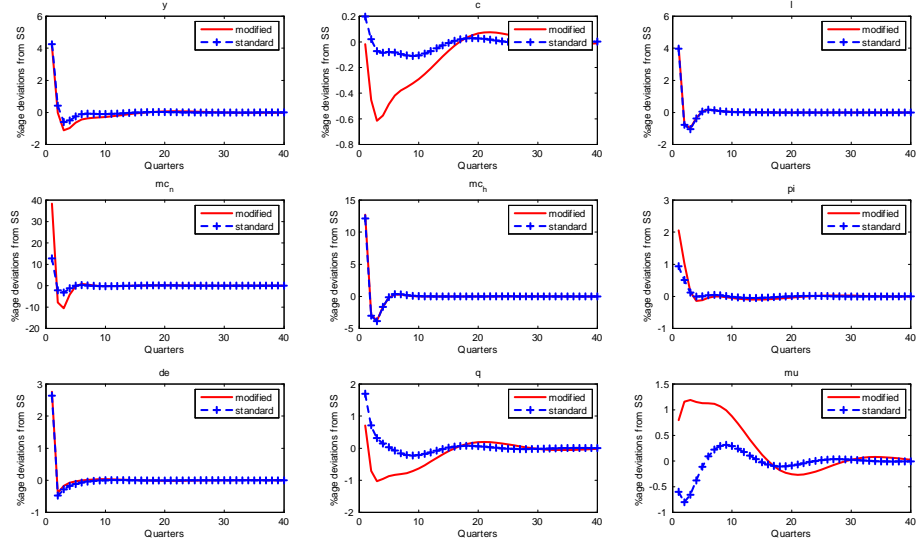 y
%age deviations from SS
6
4
2
0
-2
0 10 20 30 40
Quarters
modified
standard
c
%age deviations from SS
0.2
0
-0.2
-0.4
-0.6
-0.8
0 10 20 30 40
Quarters
modified
standard
l
%age deviations from SS
6
4
2
0
-2
0 10 20 30 40
Quarters
modified
standard
mc_n
%age deviations from SS
40
30
20
10
0
-10
-20
0 10 20 30 40
Quarters
modified
standard
mc_h
%age deviations from SS
15
10
5
0
-5
0 10 20 30 40
Quarters
modified
standard
pi
%age deviations from SS
3
2
1
0
-1
0 10 20 30 40
Quarters
modified
standard
de
%age deviations from SS
3
2
1
0
-1
0 10 20 30 40
Quarters
modified
standard
q
%age deviations from SS
2
1
0
-1
-2
0 10 20 30 40
Quarters
modified
standard
mu
%age deviations from SS
1.5
1
0.5
0
-0.5
-1
0 10 20 30 40
Quarters
modified
standard